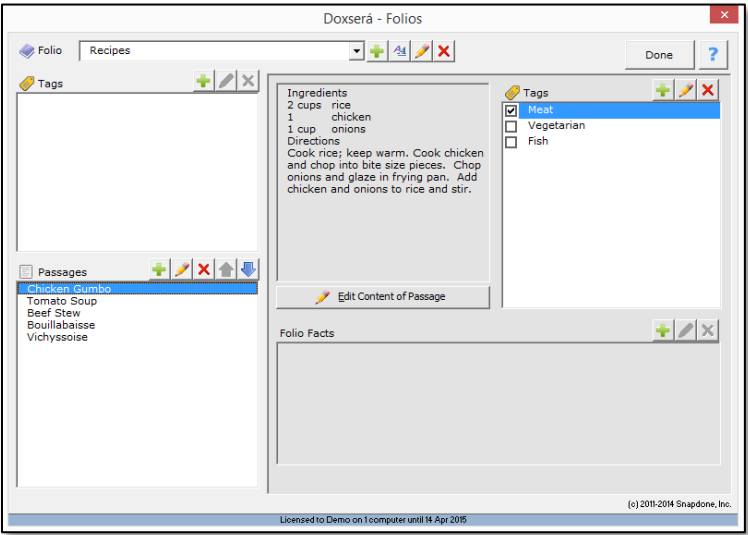 Doxserá - Folios
Folio
Recipes
Done
?
Tags
Ingredients
2 cups rice
1 chicken
1 cup onions
Directions
Cook rice; keep warm. Cook chicken
and chop into bite size pieces. Chop
onions and glaze in frying pan. Add
chicken and onions to rice and stir.
Tags
Meat
Vegetarian
Fish
Passages
Chicken Gumbo
Tomato Soup
Beef Stew
Bouillabaisse
Vichyssoise
Edit Content of Passage
Folio Facts
(c) 2011-2014 Snapdone, Inc.
Licensed to Demo on 1 computer until 14 Apr 2015